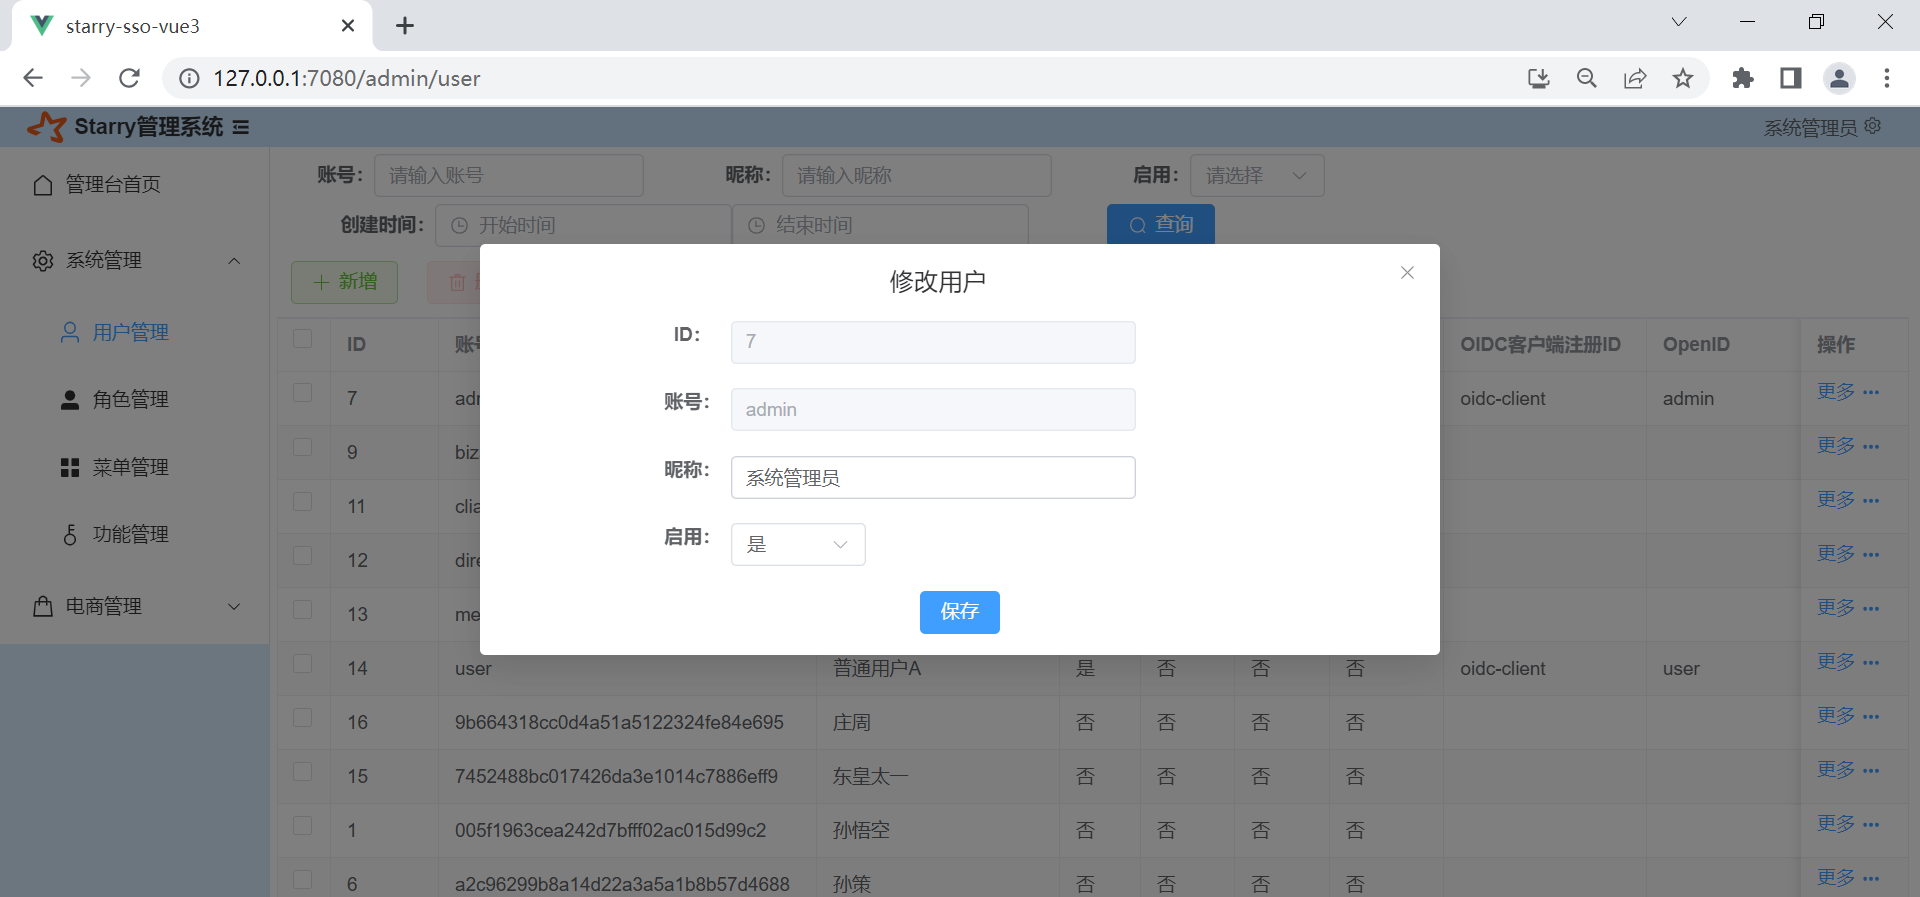 starry-sso-vue3
127.0.0.1:7080/admin/user
Starry管理系统
系统管理员
管理台首页
系统管理
用户管理
角色管理
菜单管理
功能管理
电商管理
账号: 请输入账号 昵称: 请输入昵称 启用: 请选择
创建时间: 开始时间 结束时间 查询
新增
修改用户
ID: 7
账号: admin
昵称: 系统管理员
启用: 是
保存
ID OIDC客户端注册ID OpenID 操作
7 oidc-client admin 更多
9 更多
11 更多
12 更多
13 更多
14 user 普通用户A 是 否 否 否 oidc-client user 更多
16 9b664318cc0d4a51a5122324fe84e695 庄周 否 否 否 否 更多
15 7452488bc017426da3e1014c7886eff9 东皇太一 否 否 否 否 更多
1 005f1963cea242d7bfff02ac015d99c2 孙悟空 否 否 否 否 更多
6 a2c96299b8a14d22a3a5a1b8b57d4688 孙策 否 否 否 否 更多